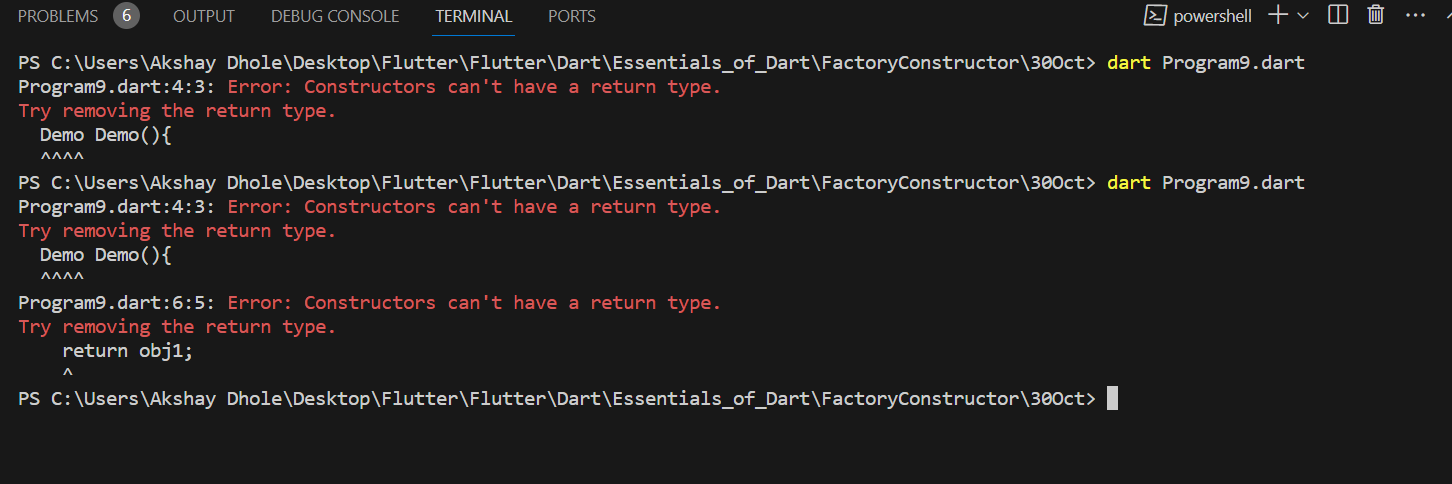 PROBLEMS 6 OUTPUT DEBUG CONSOLE TERMINAL PORTS powershell
PS C:\Users\Akshay Dhole\Desktop\Flutter\Flutter\Dart\Essentials_of_Dart\FactoryConstructor\30Oct> dart Program9.dart
Program9.dart:4:3: Error: Constructors can't have a return type.
Try removing the return type.
  Demo Demo(){
  ^^^^
PS C:\Users\Akshay Dhole\Desktop\Flutter\Flutter\Dart\Essentials_of_Dart\FactoryConstructor\30Oct> dart Program9.dart
Program9.dart:4:3: Error: Constructors can't have a return type.
Try removing the return type.
  Demo Demo(){
  ^^^^
Program9.dart:6:5: Error: Constructors can't have a return type.
Try removing the return type.
    return obj1;
    ^
PS C:\Users\Akshay Dhole\Desktop\Flutter\Flutter\Dart\Essentials_of_Dart\FactoryConstructor\30Oct>